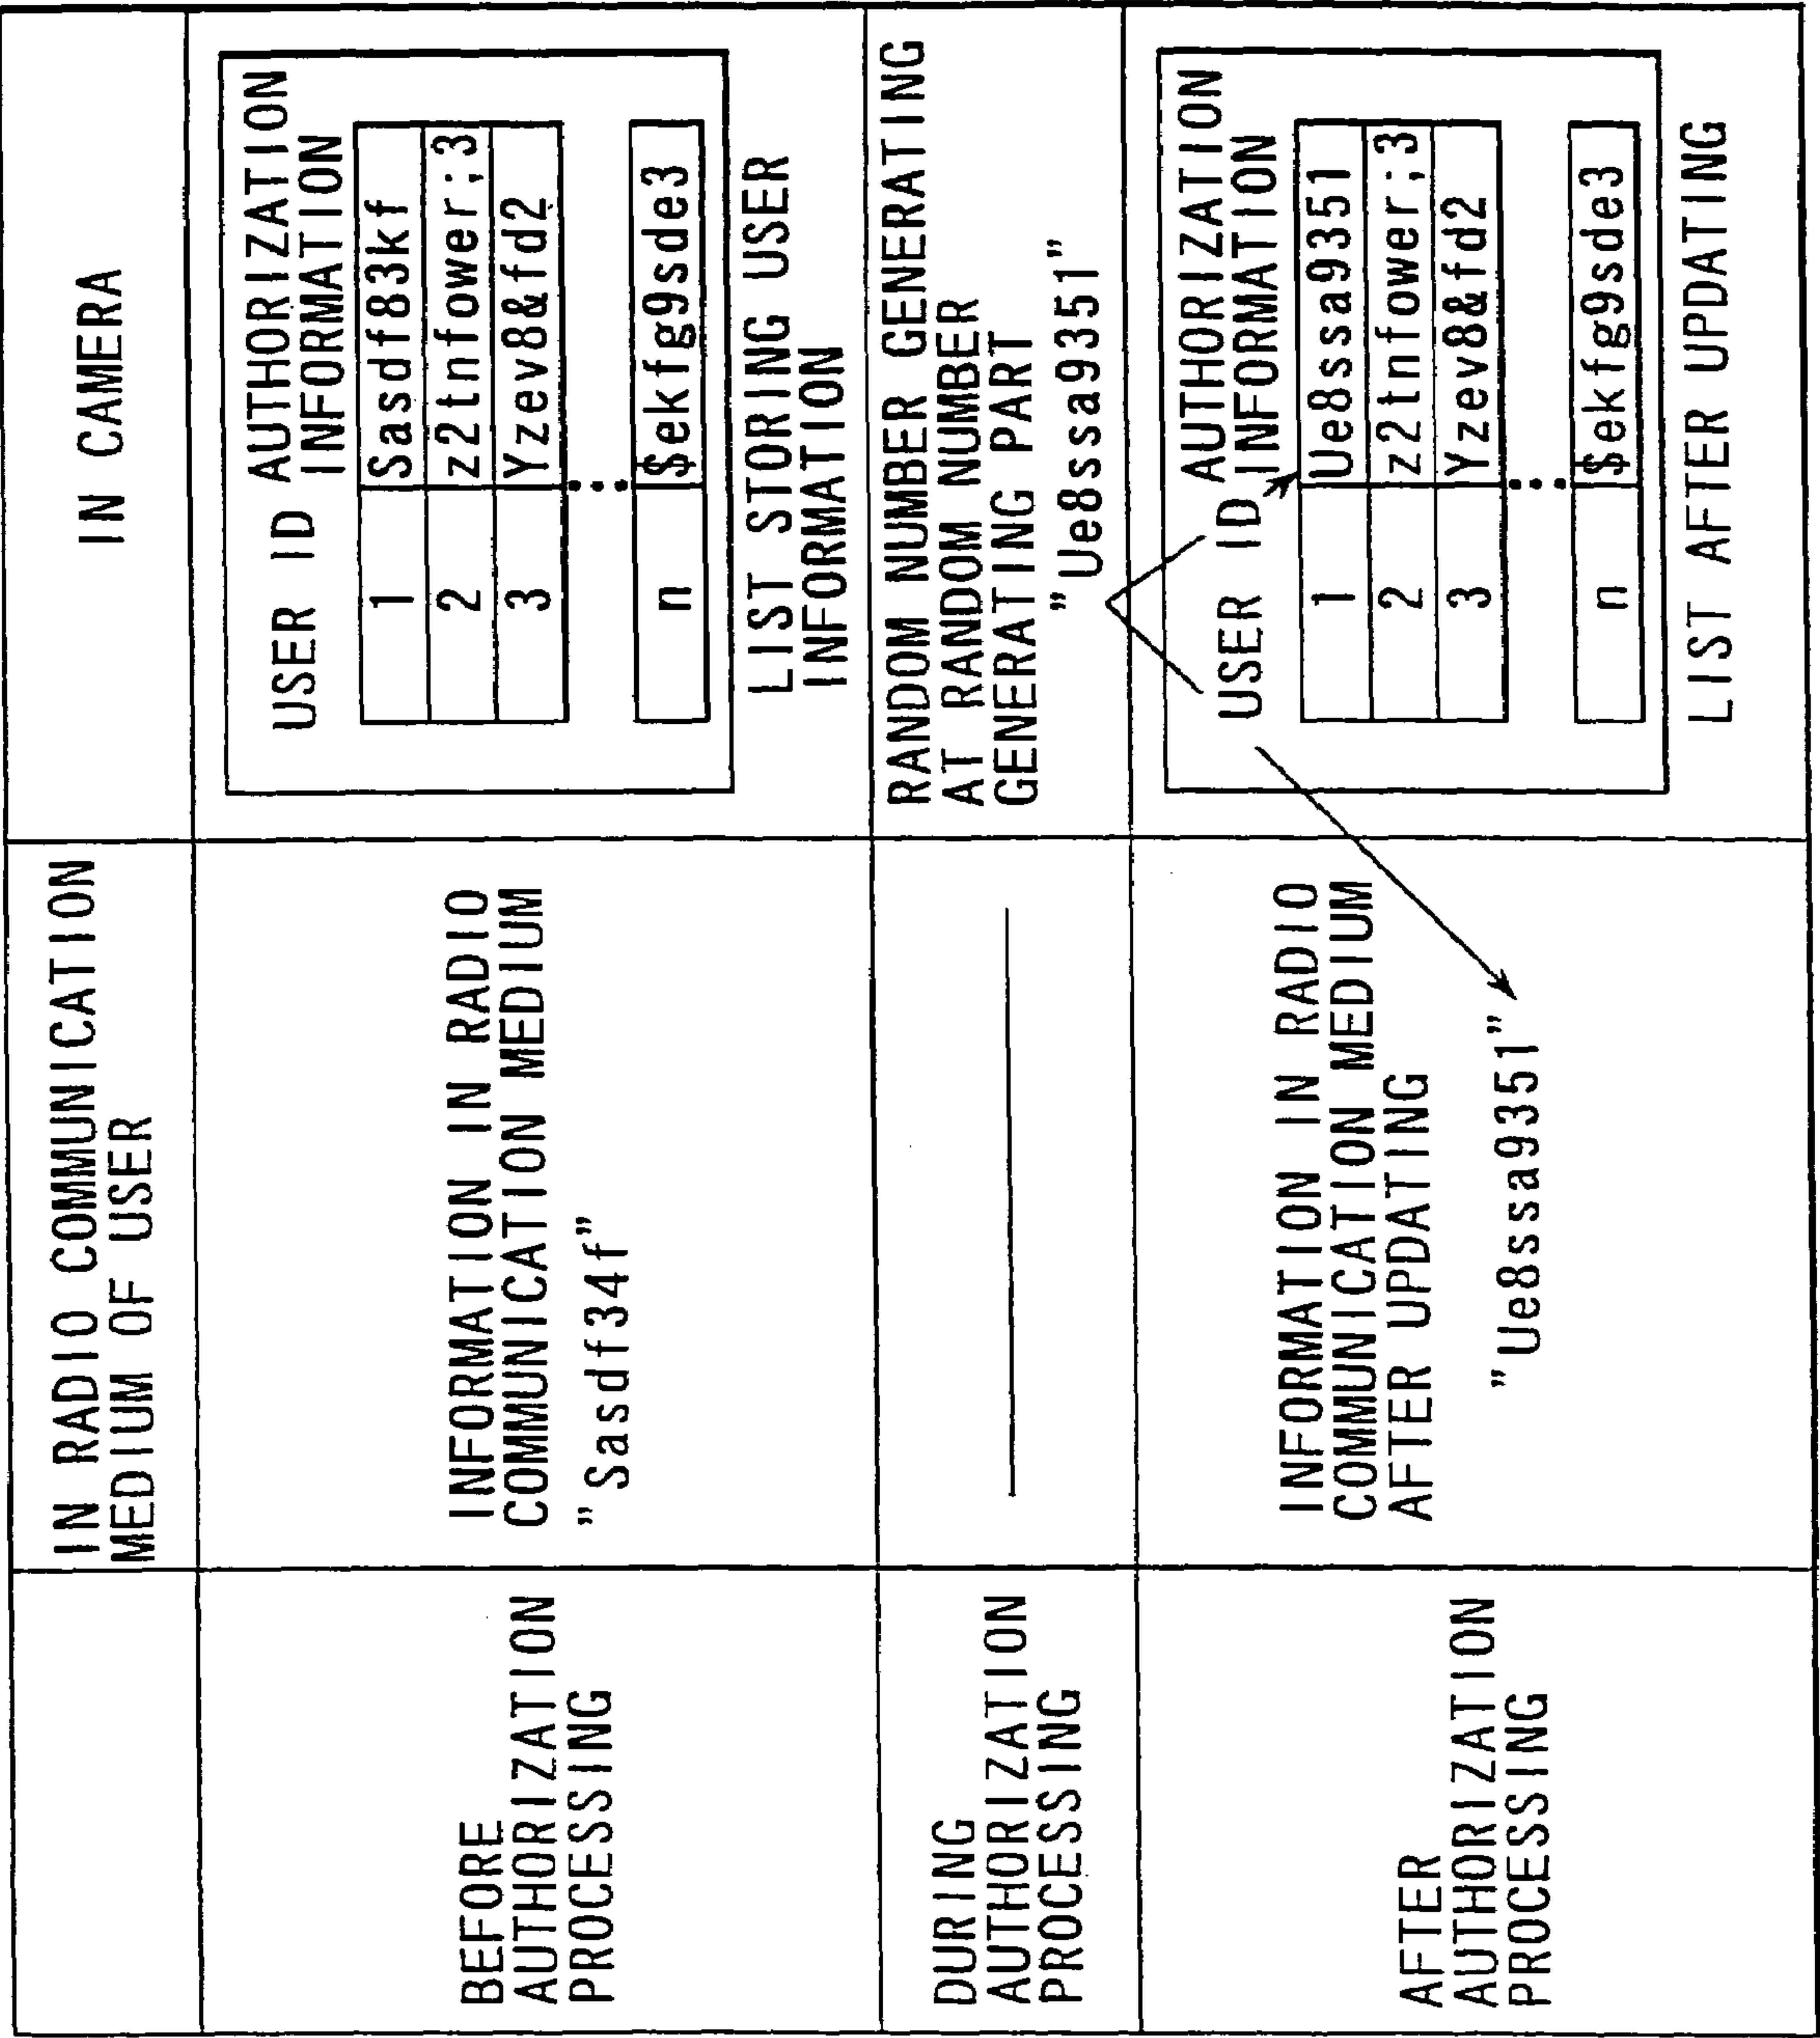 IN RADIO COMMUNICATION
MEDIUM OF USER
IN CAMERA
BEFORE
AUTHORIZATION
PROCESSING
INFORMATION IN RADIO
COMMUNICATION MEDIUM
"Sasdf34f"
USER ID
AUTHORIZATION
INFORMATION
1 Sasdf83kf
2 z2tnfower;3
3 Yzev8&fd2
n $ekfg9sde3
LIST STORING USER
INFORMATION
DURING
AUTHORIZATION
PROCESSING
RANDOM NUMBER GENERATING
AT RANDOM NUMBER
GENERATING PART
"Ue8ssa9351"
AFTER
AUTHORIZATION
PROCESSING
INFORMATION IN RADIO
COMMUNICATION MEDIUM
AFTER UPDATING
"Ue8ssa9351"
USER ID
AUTHORIZATION
INFORMATION
1 Ue8ssa9351
2 z2tnfower;3
3 Yzev8&fd2
n $ekfg9sde3
LIST AFTER UPDATING